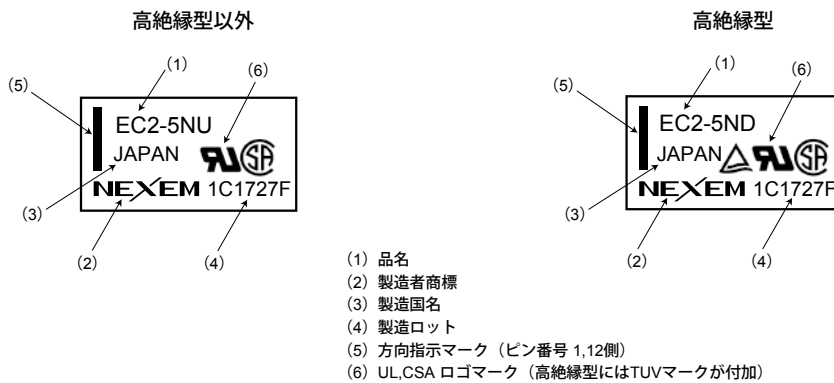 高絶縁型以外
高絶縁型
(1)
(6)
(5)
EC2-5NU
JAPAN
RU SA
NEXEM 1C1727F
(3)
(2)
(4)
(1)
(6)
(5)
EC2-5ND
JAPAN RU SA
NEXEM 1C1727F
(3)
(2)
(4)
(1) 品名
(2) 製造者商標
(3) 製造国名
(4) 製造ロット
(5) 方向指示マーク（ピン番号 1,12側）
(6) UL,CSA ロゴマーク（高絶縁型にはTUVマークが付加）